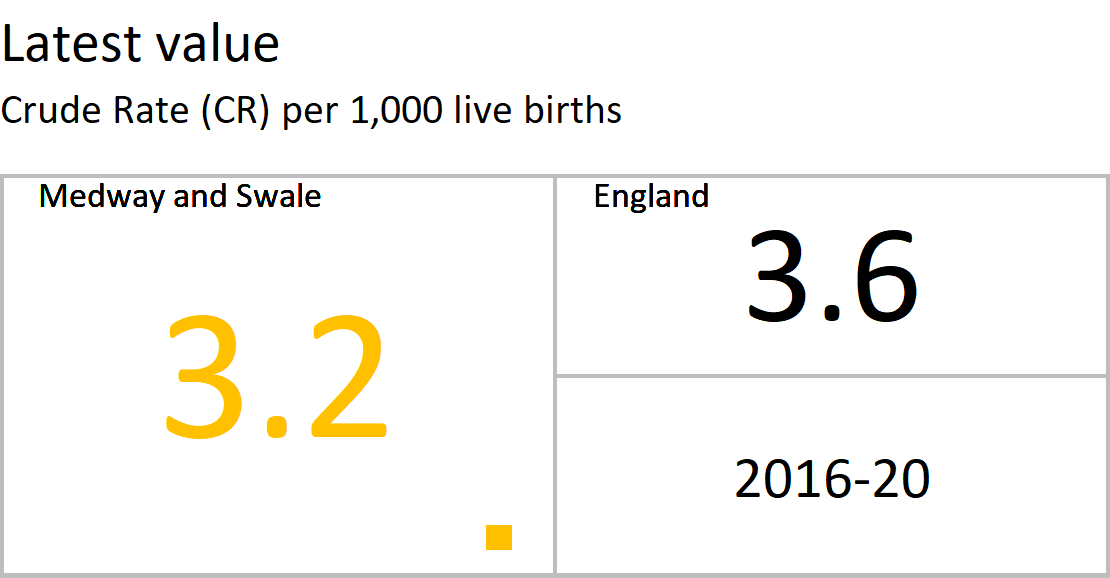 Latest value
Crude Rate (CR) per 1,000 live births
Medway and Swale
3.2
England
3.6
2016-20